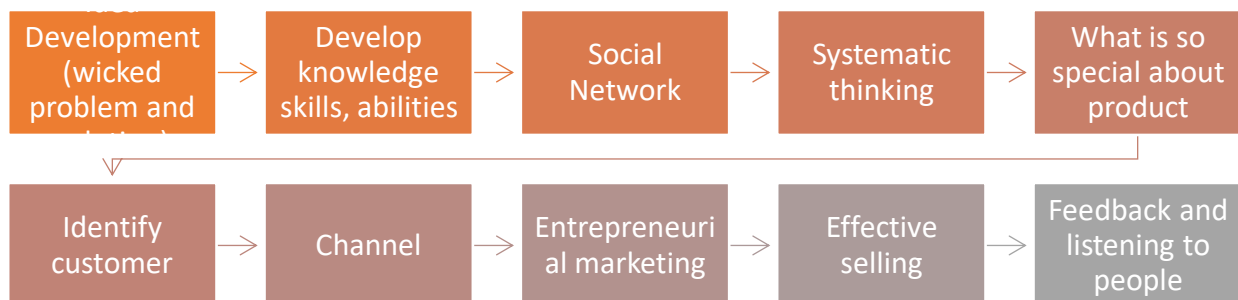 Development
(wicked
problem and
Develop
knowledge
skills, abilities
Social
Network
Systematic
thinking
What is so
special about
product
Identify
customer
Channel
Entrepreneuri
al marketing
Effective
selling
Feedback and
listening to
people